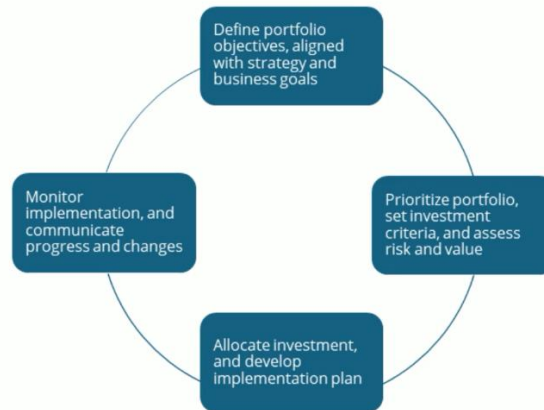 Define portfolio
objectives, aligned
with strategy and
business goals
Prioritize portfolio,
set investment
criteria, and assess
risk and value
Allocate investment,
and develop
implementation plan
Monitor
implementation, and
communicate
progress and changes